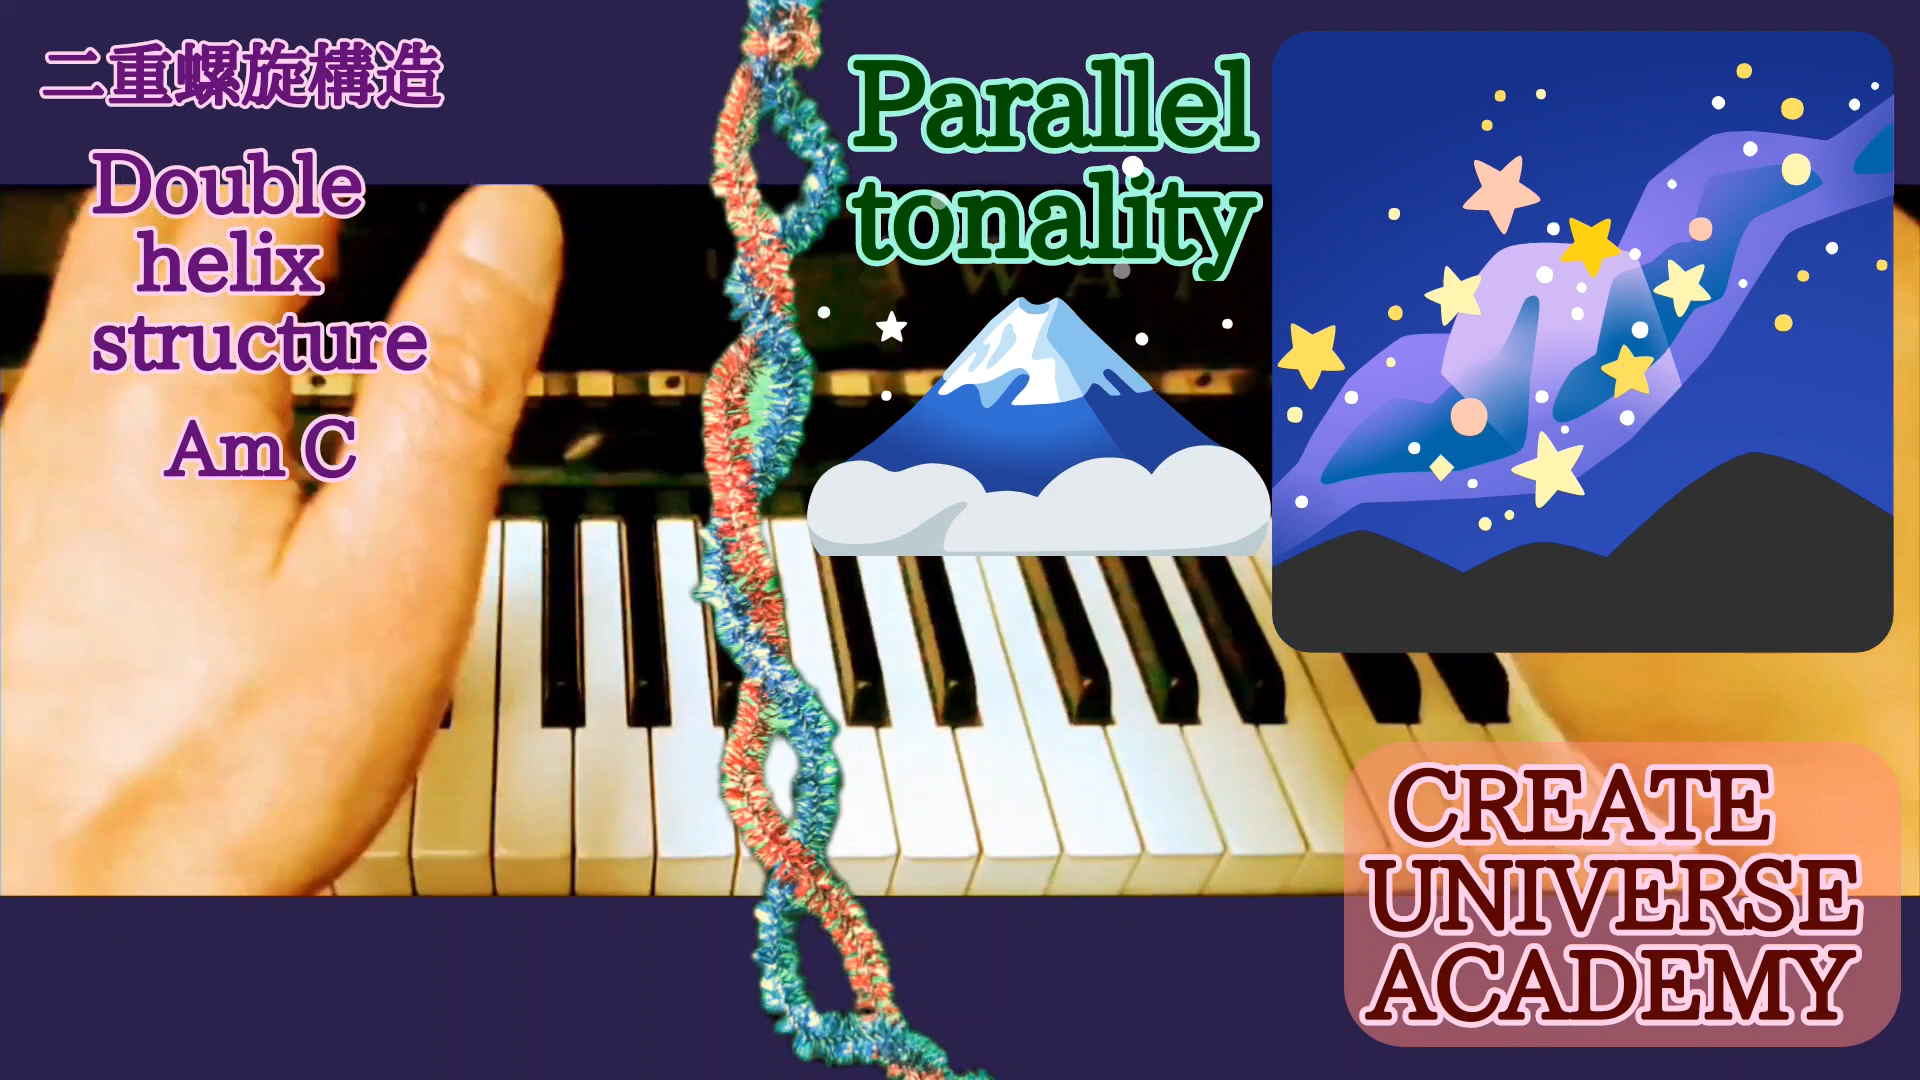 二重螺旋構造
Double
helix
structure
Am C
Parallel
tonality
CREATE
UNIVERSE
ACADEMY